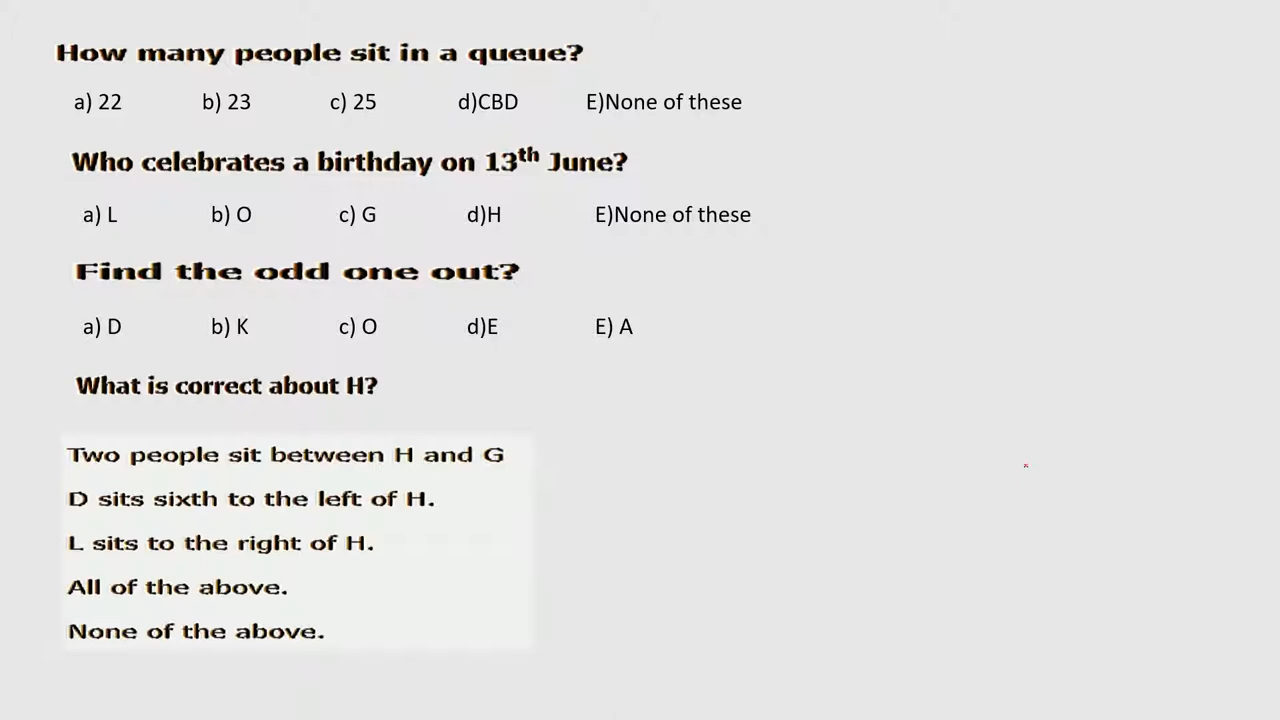 How many people sit in a queue?
a) 22 b) 23 c) 25 d)CBD E)None of these
Who celebrates a birthday on 13th June?
a) L b) O c) G d)H E)None of these
Find the odd one out?
a) D b) K c) O d)E E) A
What is correct about H?
Two people sit between H and G
D sits sixth to the left of H.
L sits to the right of H.
All of the above.
None of the above.